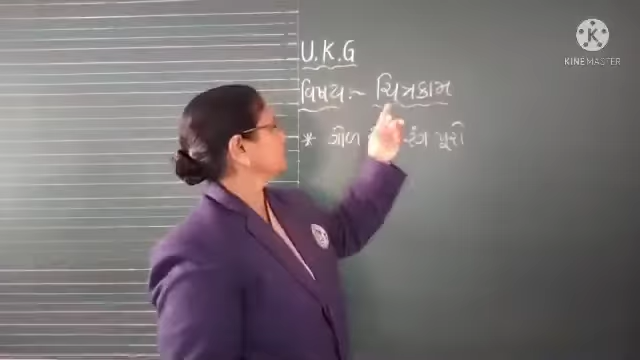 U.K.G
વિષય :- ચિત્રકામ
* ગોળ રંગ પૂરો
KINEMASTER